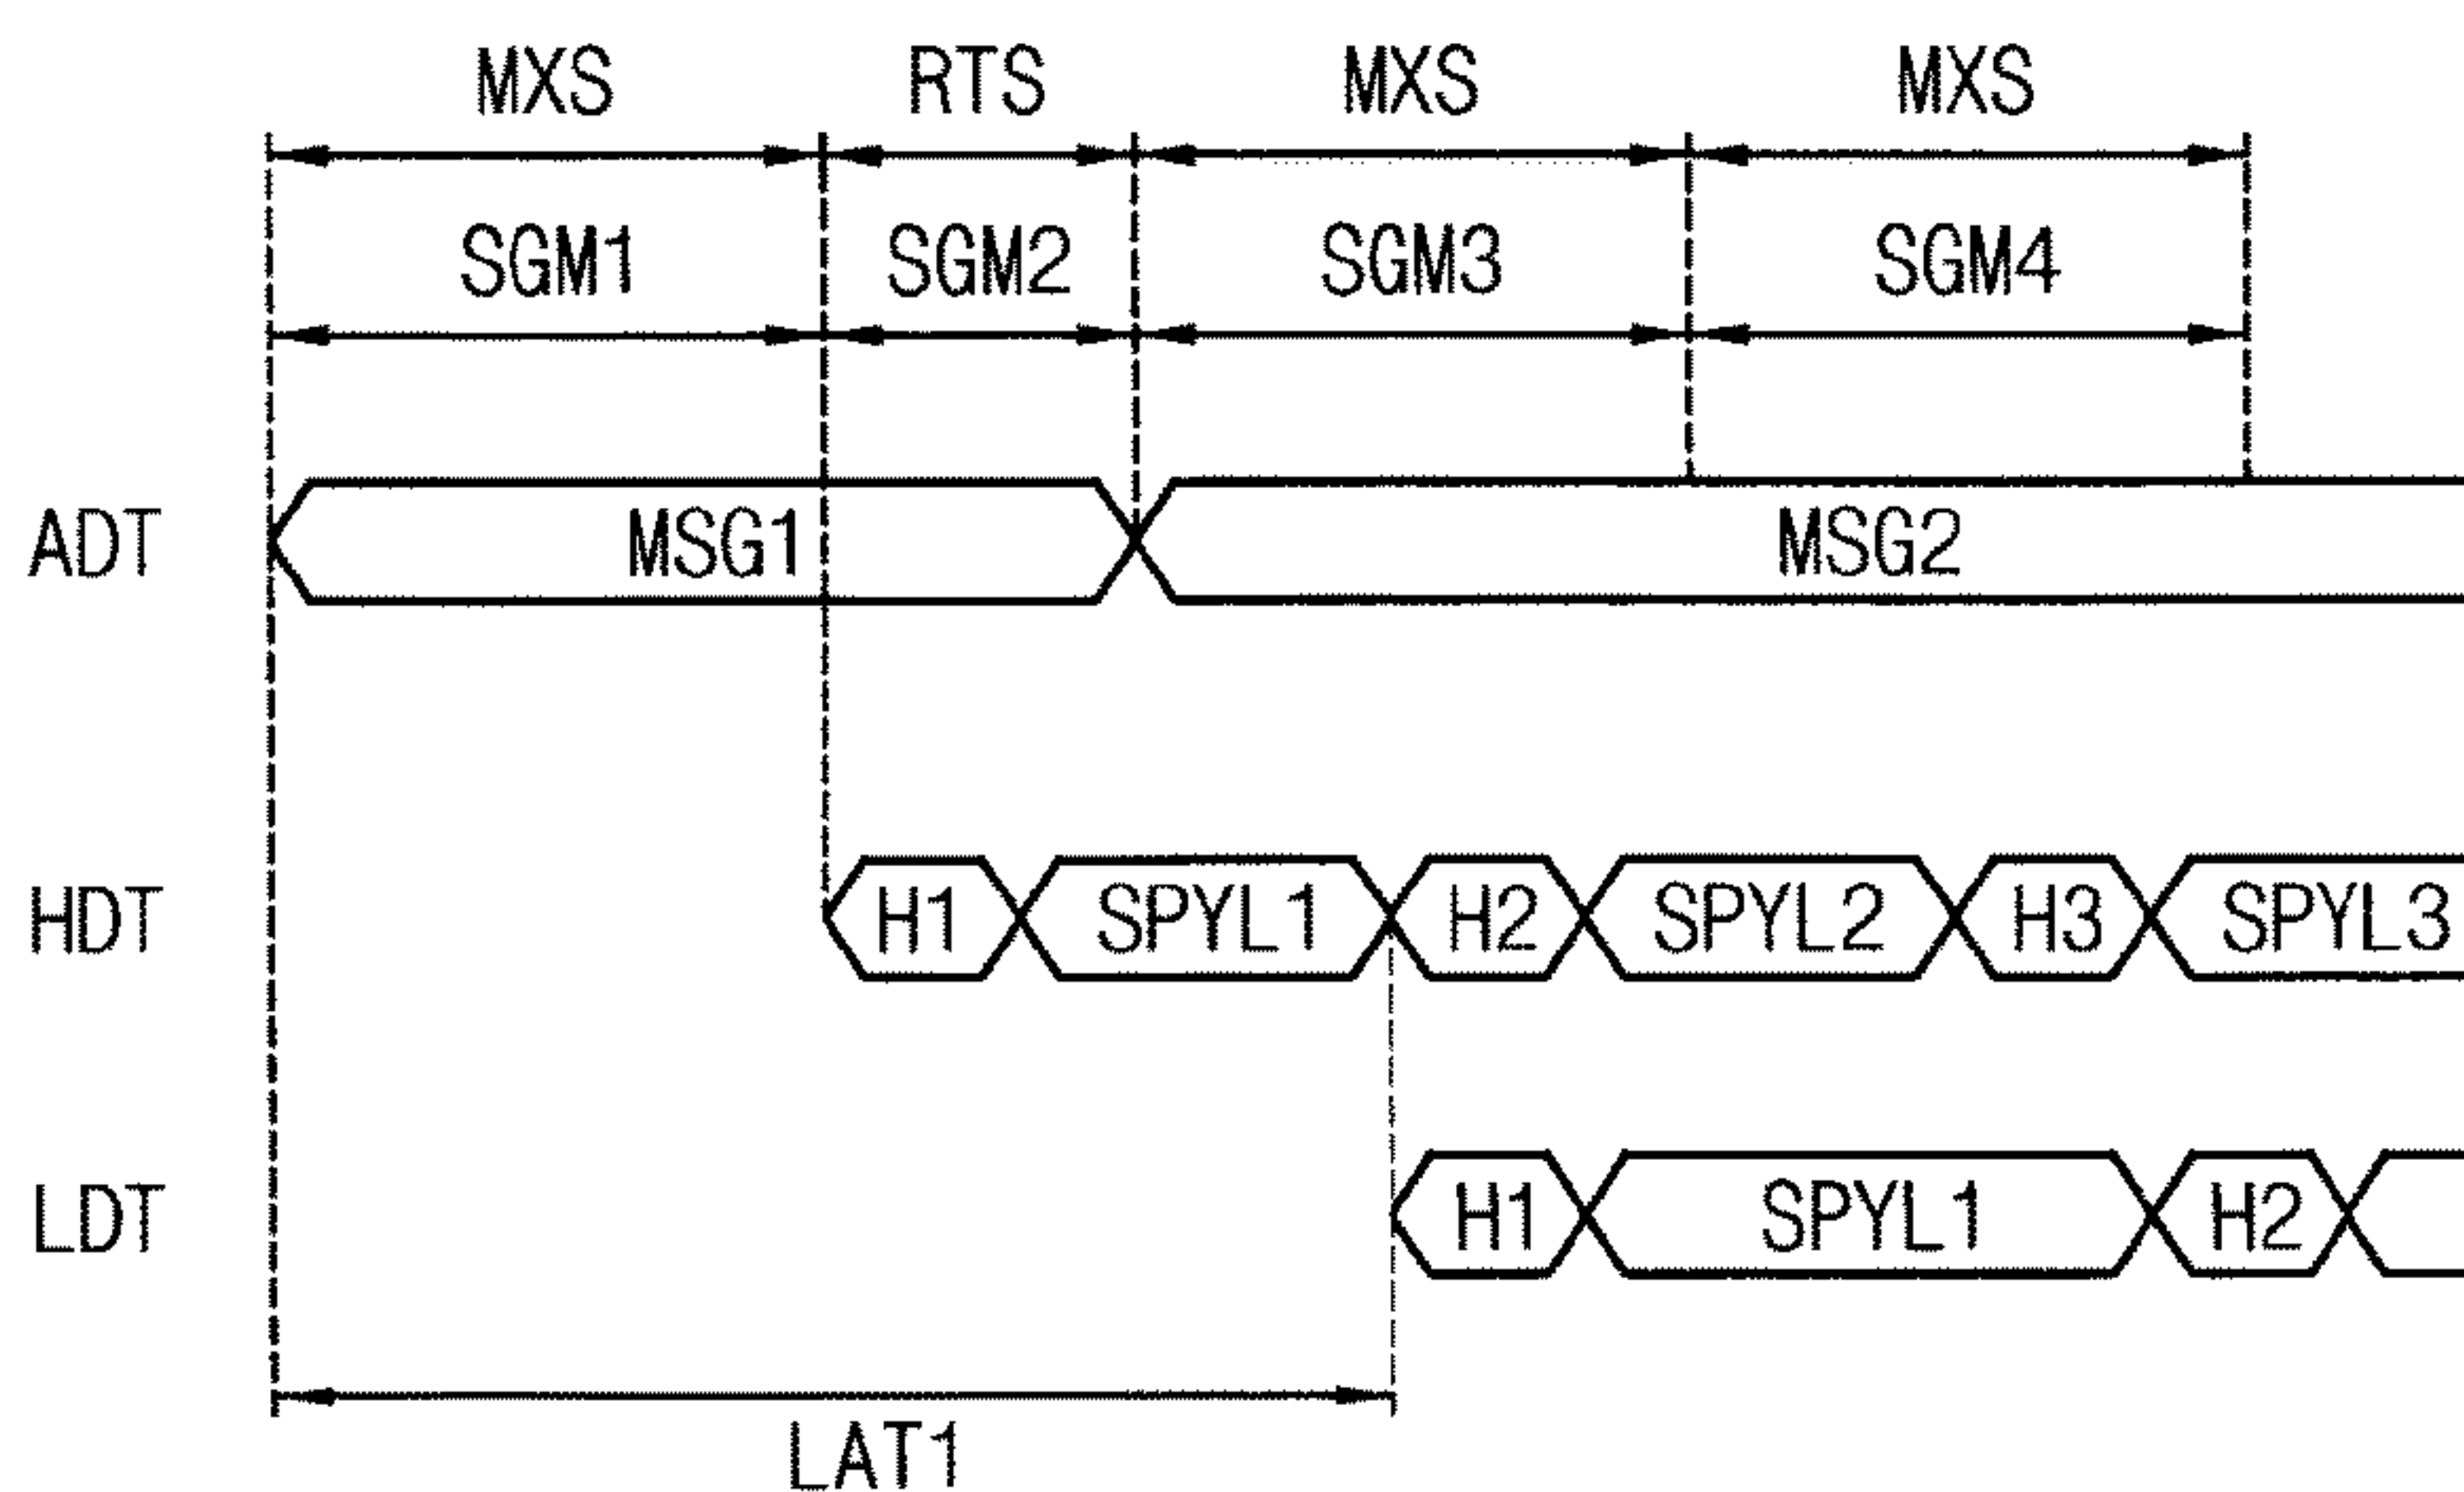 MXS RTS MXS MXS
SGM1 SGM2 SGM3 SGM4
ADT MSG1 MSG2
HDT H1 SPYL1 H2 SPYL2 H3 SPYL3
LDT H1 SPYL1 H2
LAT1